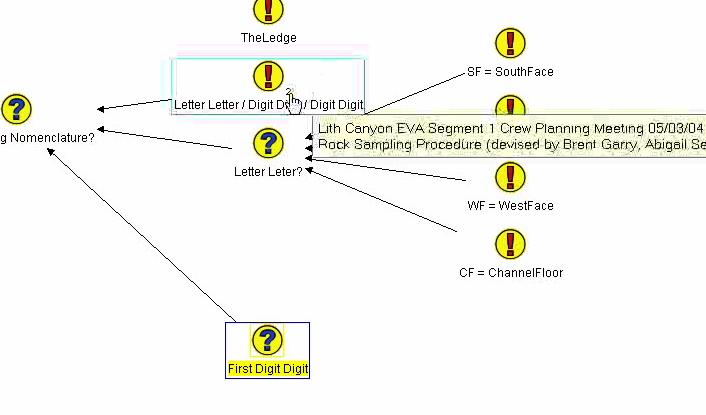 TheLedge
SF = SouthFace
2
Letter Letter / Digit / Digit Digit
g Nomenclature?
Lith Canyon EVA Segment 1 Crew Planning Meeting 05/03/04
Rock Sampling Procedure (devised by Brent Garry, Abigail Se
Letter Leter?
WF = WestFace
CF = ChannelFloor
First Digit Digit